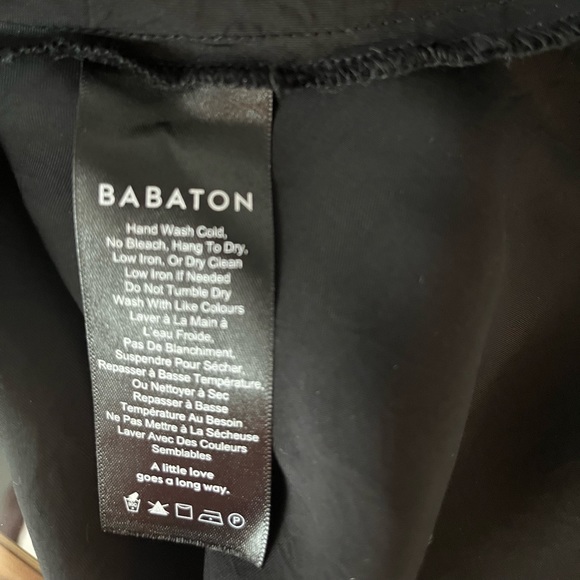 BABATON
Hand Wash Cold,
No Bleach, Hang To Dry,
Low Iron, Or Dry Clean
Low Iron If Needed
Do Not Tumble Dry
Wash With Like Colours
Laver à La Main à
L'eau Froide,
Pas De Blanchiment,
Suspendre Pour Sécher,
Repasser à Basse Température,
Ou Nettoyer à Sec
Repasser à Basse
Température Au Besoin
Ne Pas Mettre à La Sécheuse
Laver Avec Des Couleurs
Semblables
A little love
goes a long way.
P